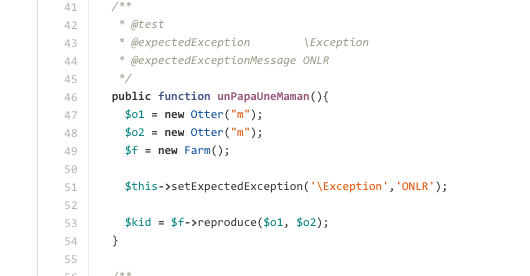 41 /**
42 * @test
43 * @expectedException \Exception
44 * @expectedExceptionMessage ONLR
45 */
46 public function unPapaUneMaman(){
47 $o1 = new Otter("m");
48 $o2 = new Otter("m");
49 $f = new Farm();
50
51 $this->setExpectedException('\Exception','ONLR');
52
53 $kid = $f->reproduce($o1, $o2);
54 }
55
56 /**